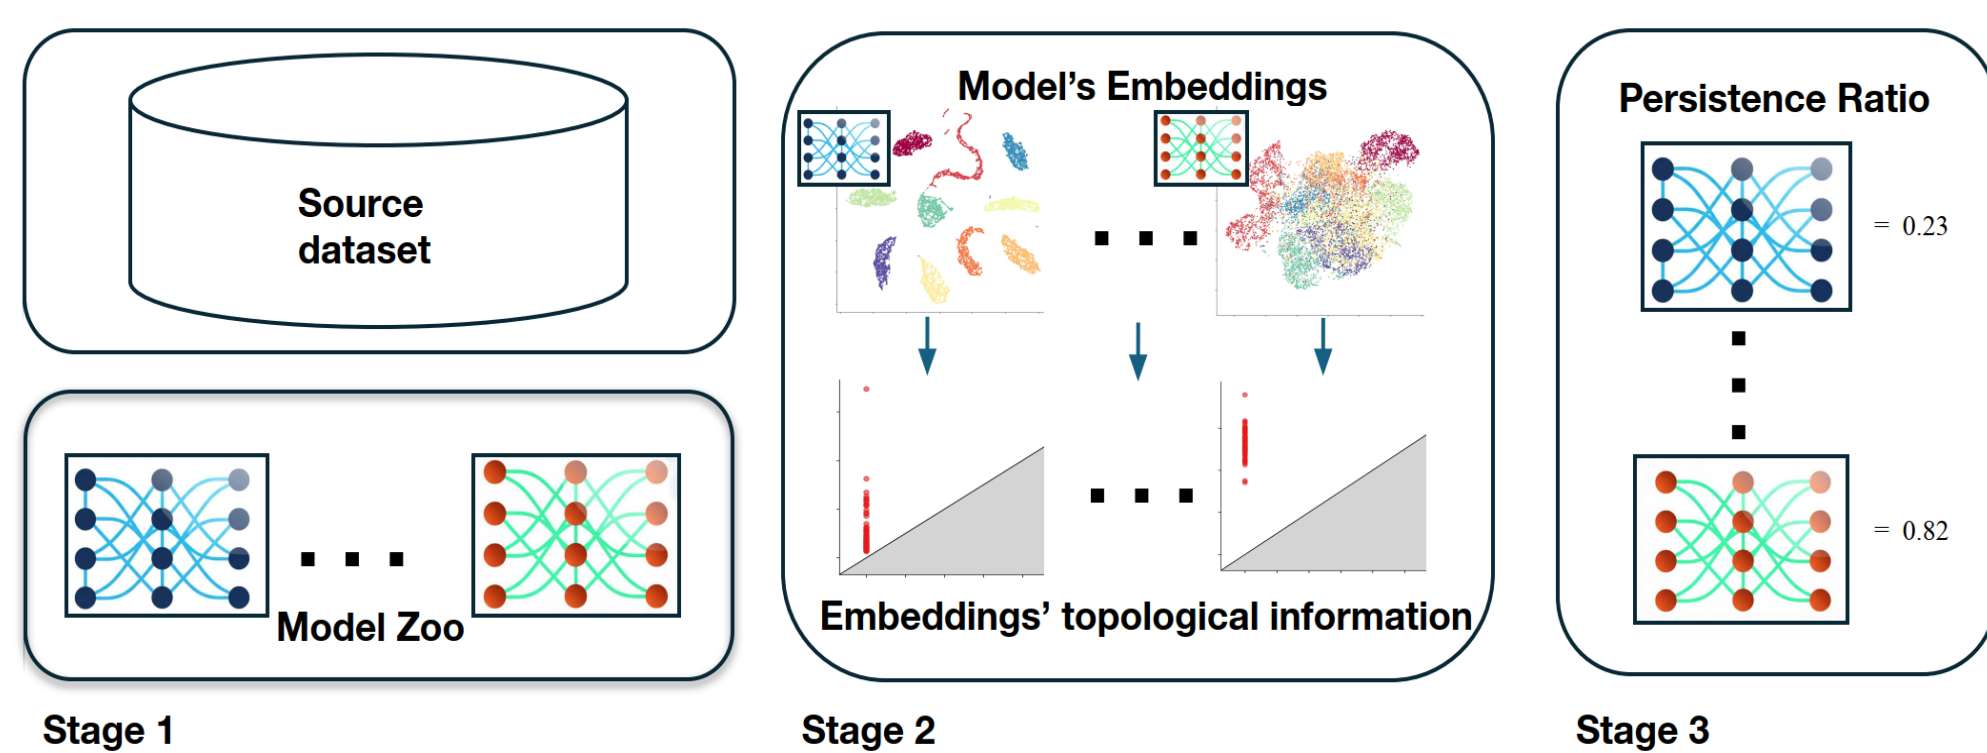 Source
dataset
Model Zoo
Stage 1
Model's Embeddings
Embeddings' topological information
Stage 2
Persistence Ratio
= 0.23
= 0.82
Stage 3